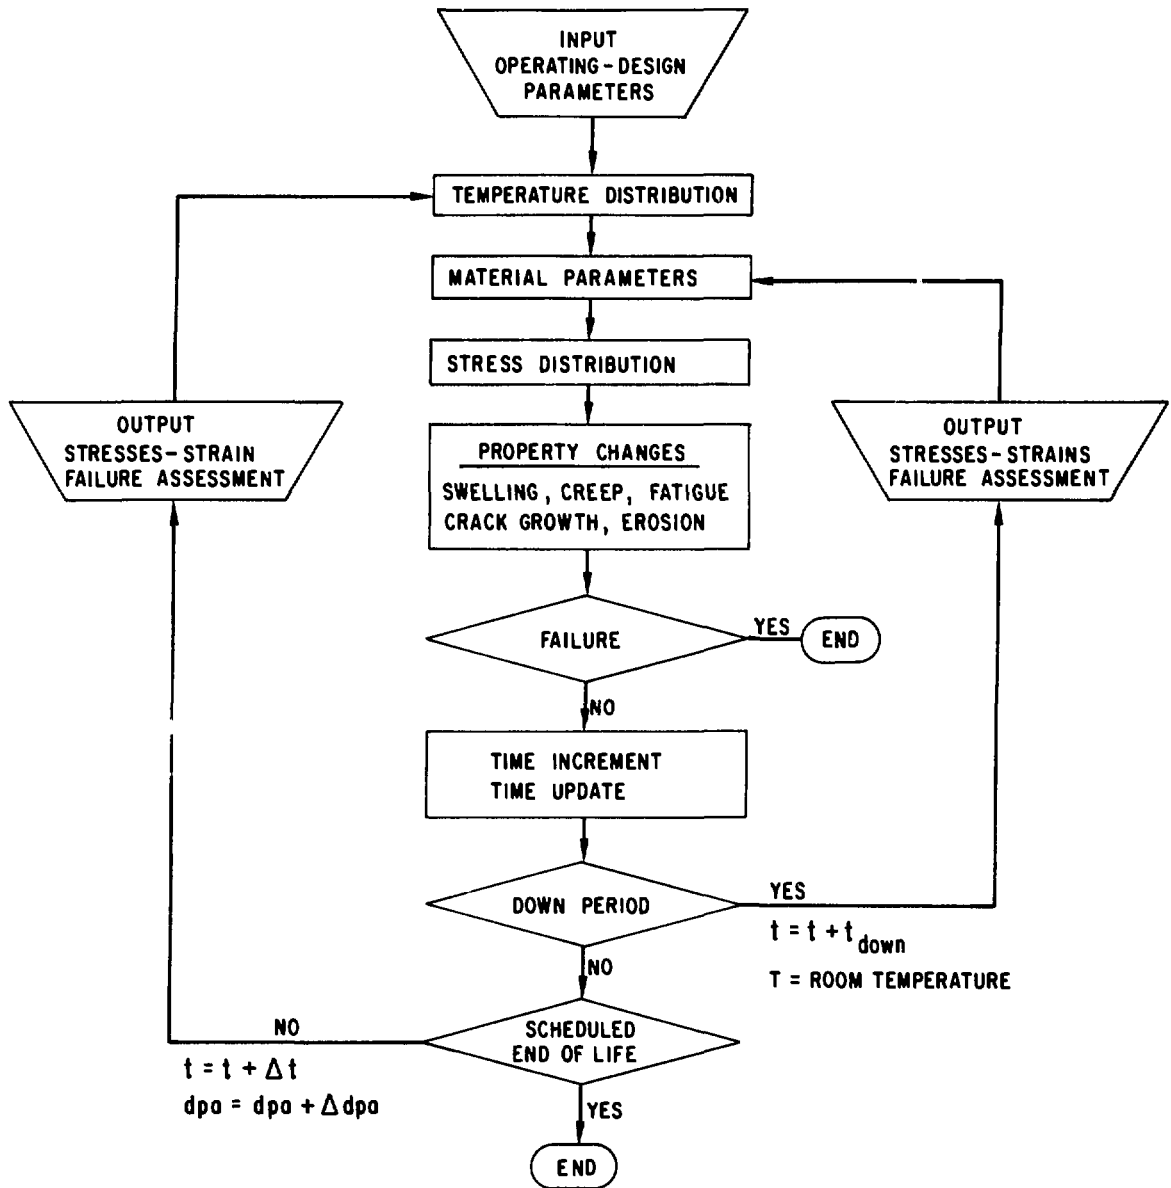 INPUT
OPERATING-DESIGN
PARAMETERS
TEMPERATURE DISTRIBUTION
MATERIAL PARAMETERS
STRESS DISTRIBUTION
OUTPUT
STRESSES-STRAIN
FAILURE ASSESSMENT
PROPERTY CHANGES
SWELLING, CREEP, FATIGUE
CRACK GROWTH, EROSION
OUTPUT
STRESSES-STRAINS
FAILURE ASSESSMENT
FAILURE
YES
END
NO
TIME INCREMENT
TIME UPDATE
DOWN PERIOD
YES
t = t + t_down
T = ROOM TEMPERATURE
NO
SCHEDULED
END OF LIFE
NO
t = t + Δt
dpa = dpa + Δdpa
YES
END